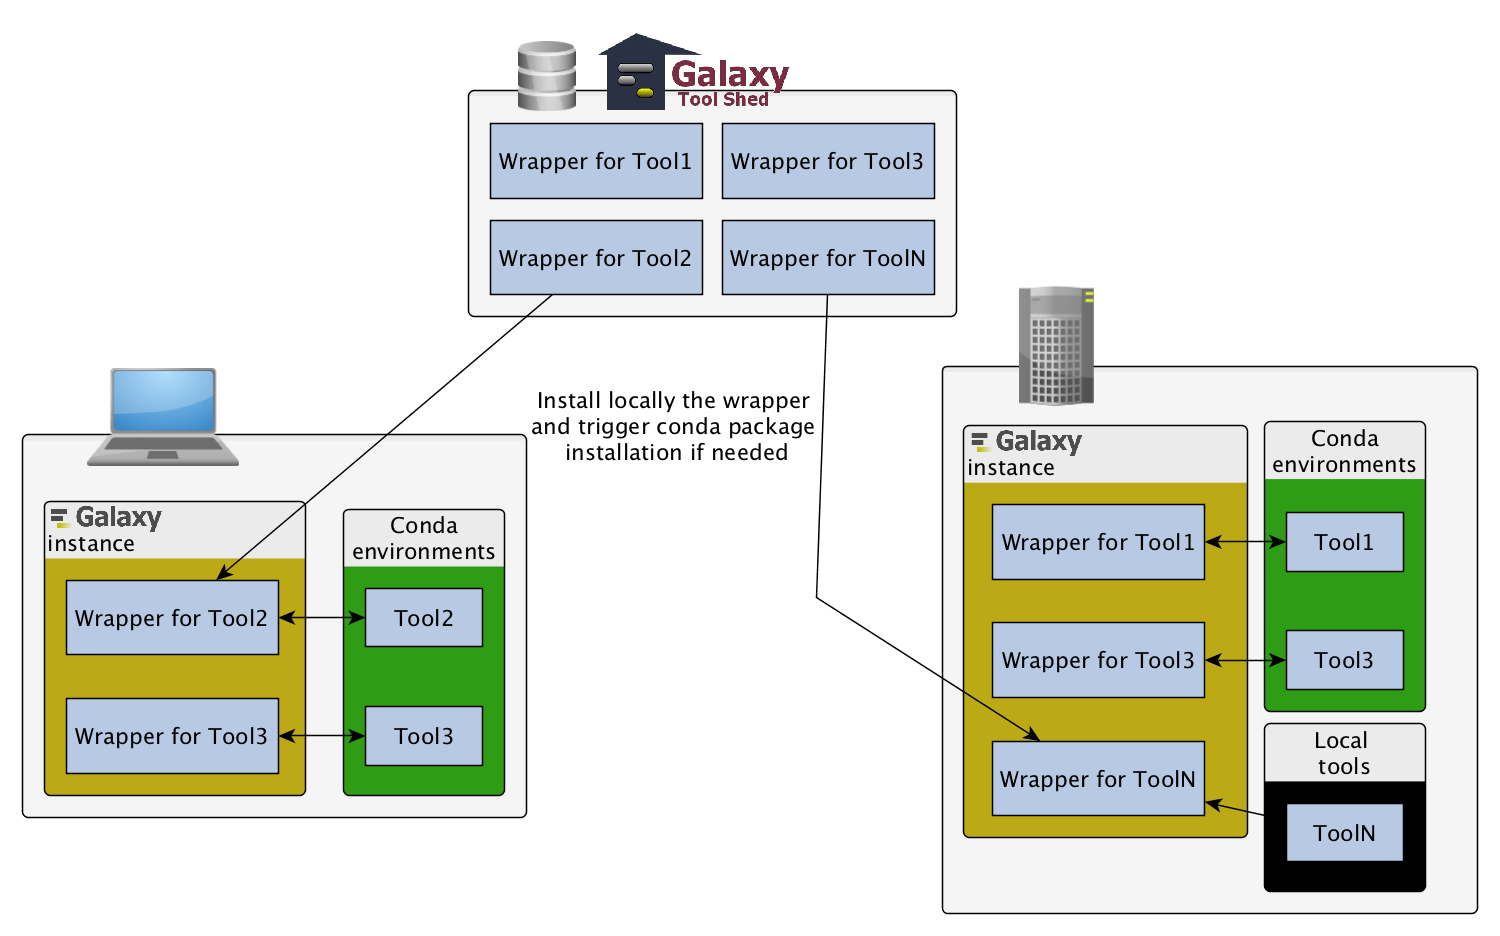 Galaxy
Tool Shed
Wrapper for Tool1
Wrapper for Tool3
Wrapper for Tool2
Wrapper for ToolN
Install locally the wrapper
and trigger conda package
installation if needed
Galaxy
instance
Conda
environments
Wrapper for Tool2
Tool2
Wrapper for Tool3
Tool3
Galaxy
instance
Conda
environments
Wrapper for Tool1
Tool1
Wrapper for Tool3
Tool3
Wrapper for ToolN
Local
tools
ToolN